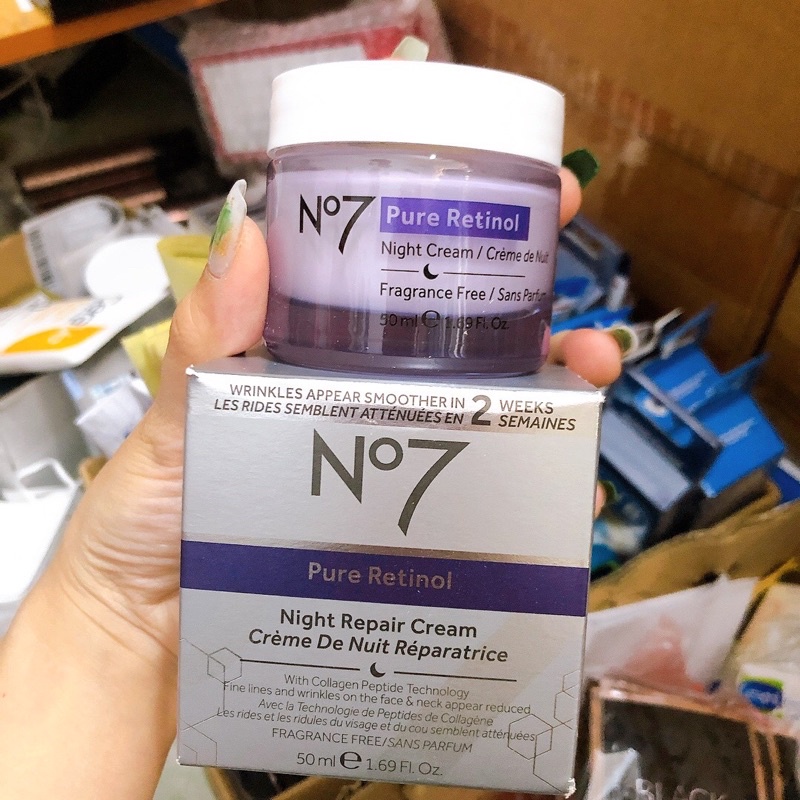 No7 Pure Retinol
Night Cream / Crème de Nuit
Fragrance Free / Sans Parfum
50 ml e 1.69 Fl. Oz.
WRINKLES APPEAR SMOOTHER IN 2 WEEKS
LES RIDES SEMBLENT ATTÉNUÉES EN 2 SEMAINES
No7
Pure Retinol
Night Repair Cream
Crème De Nuit Réparatrice
With Collagen Peptide Technology
Fine lines and wrinkles on the face & neck appear reduced
Avec la Technologie de Peptides de Collagène
Les rides et les ridules du visage et du cou semblent atténuées
FRAGRANCE FREE/SANS PARFUM
50 ml e 1.69 Fl. Oz.
BLACK